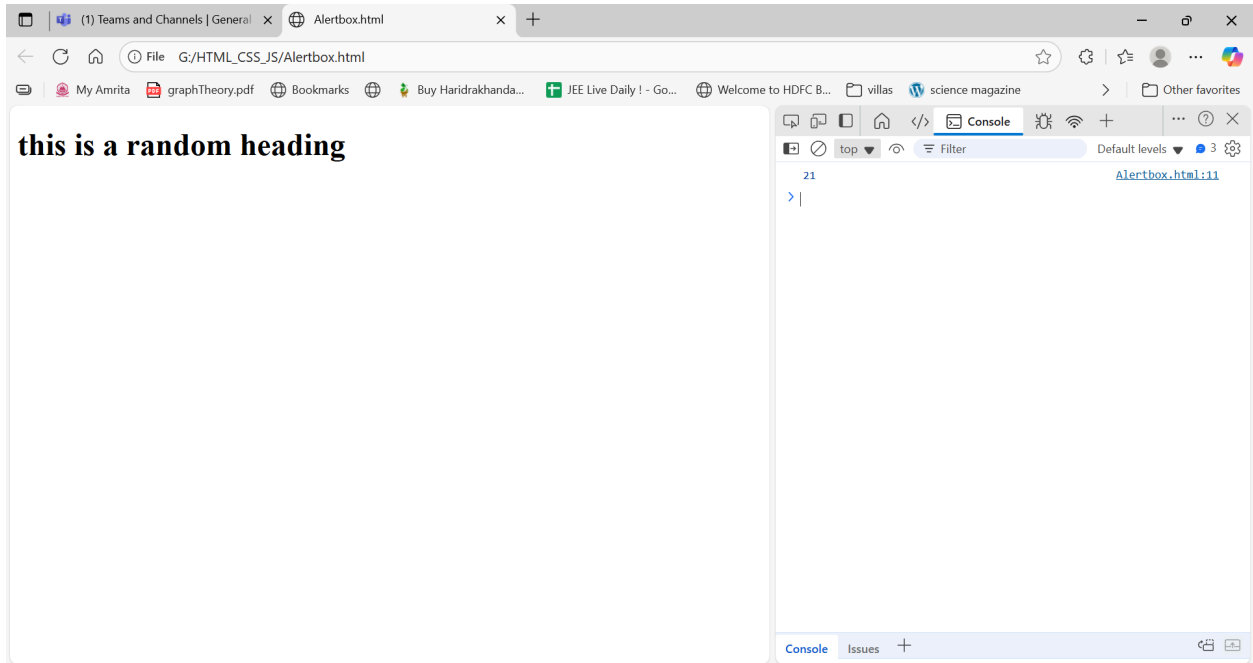 (1) Teams and Channels | General
Alertbox.html
File G:/HTML_CSS_JS/Alertbox.html
My Amrita graphTheory.pdf Bookmarks Buy Haridrakhanda... JEE Live Daily ! - Go... Welcome to HDFC B... villas science magazine Other favorites
this is a random heading
Console
top Filter Default levels 3
21 Alertbox.html:11
Console Issues